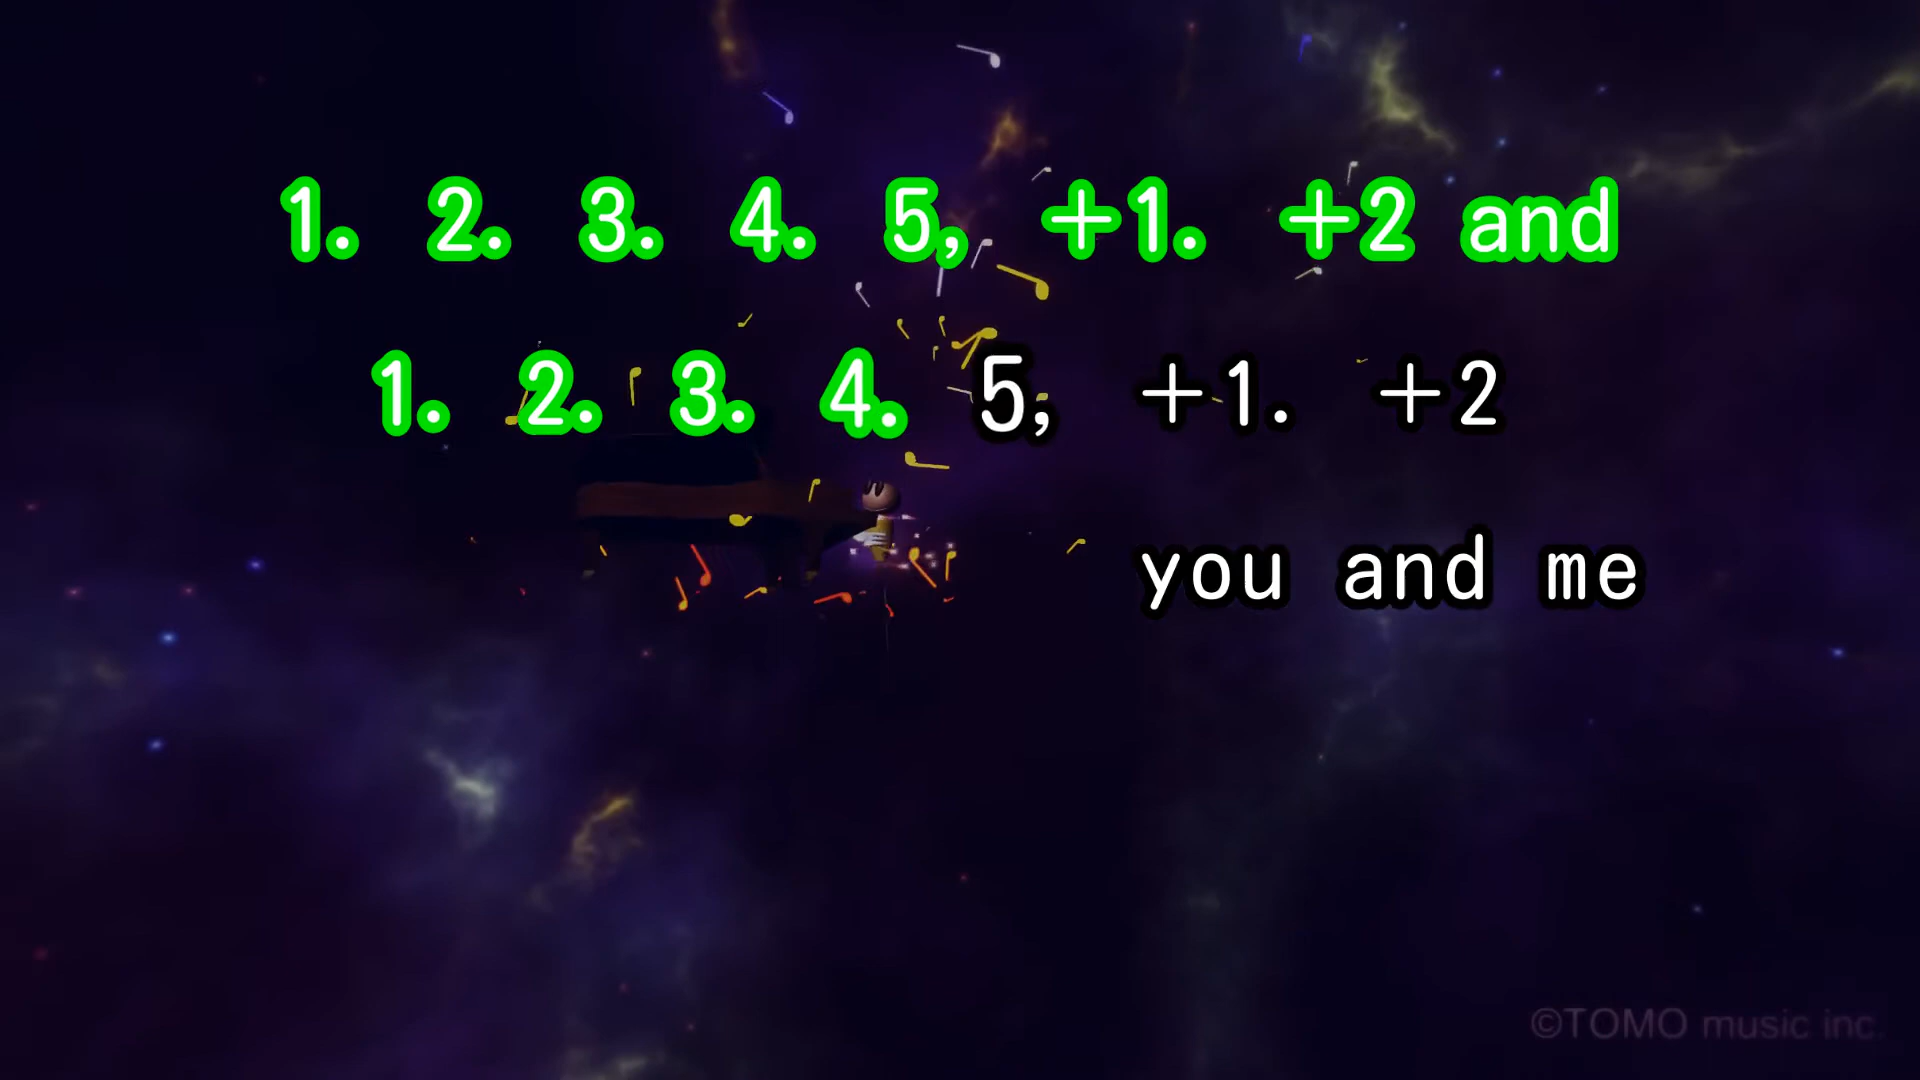 1. 2. 3. 4. 5, +1. +2 and
1. 2. 3. 4. 5, +1. +2
you and me
©TOMO music inc.